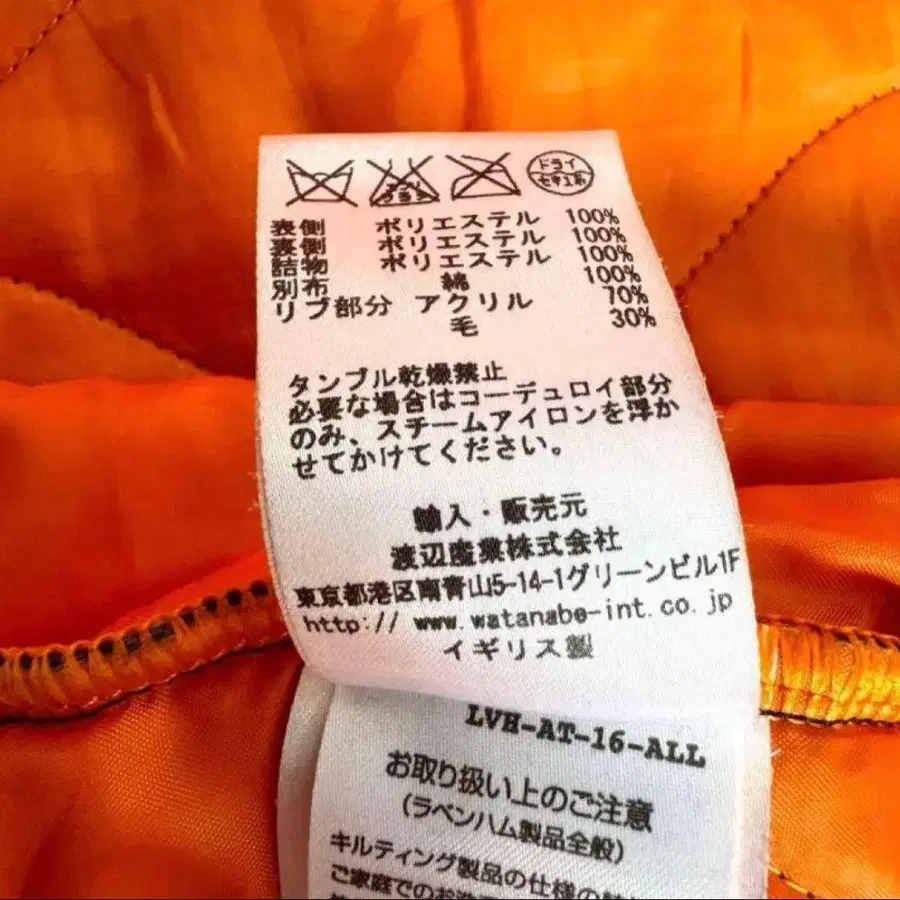 ドライ
セキユ系
表側 ポリエステル 100%
裏側 ポリエステル 100%
詰物 ポリエステル 100%
別布 綿 100%
リブ部分 アクリル 70%
毛 30%
タンブル乾燥禁止
必要な場合はコーデュロイ部分
のみ、スチームアイロンを浮か
せてかけてください。
輸入・販売元
渡辺産業株式会社
東京都港区南青山5-14-1グリーンビル1F
http:// www.watanabe-int.co.jp
イギリス製
LVH-AT-16-ALL
お取り扱い上のご注意
(ラベンハム製品全般)
キルティング製品の仕様の
ご家庭でのお洗